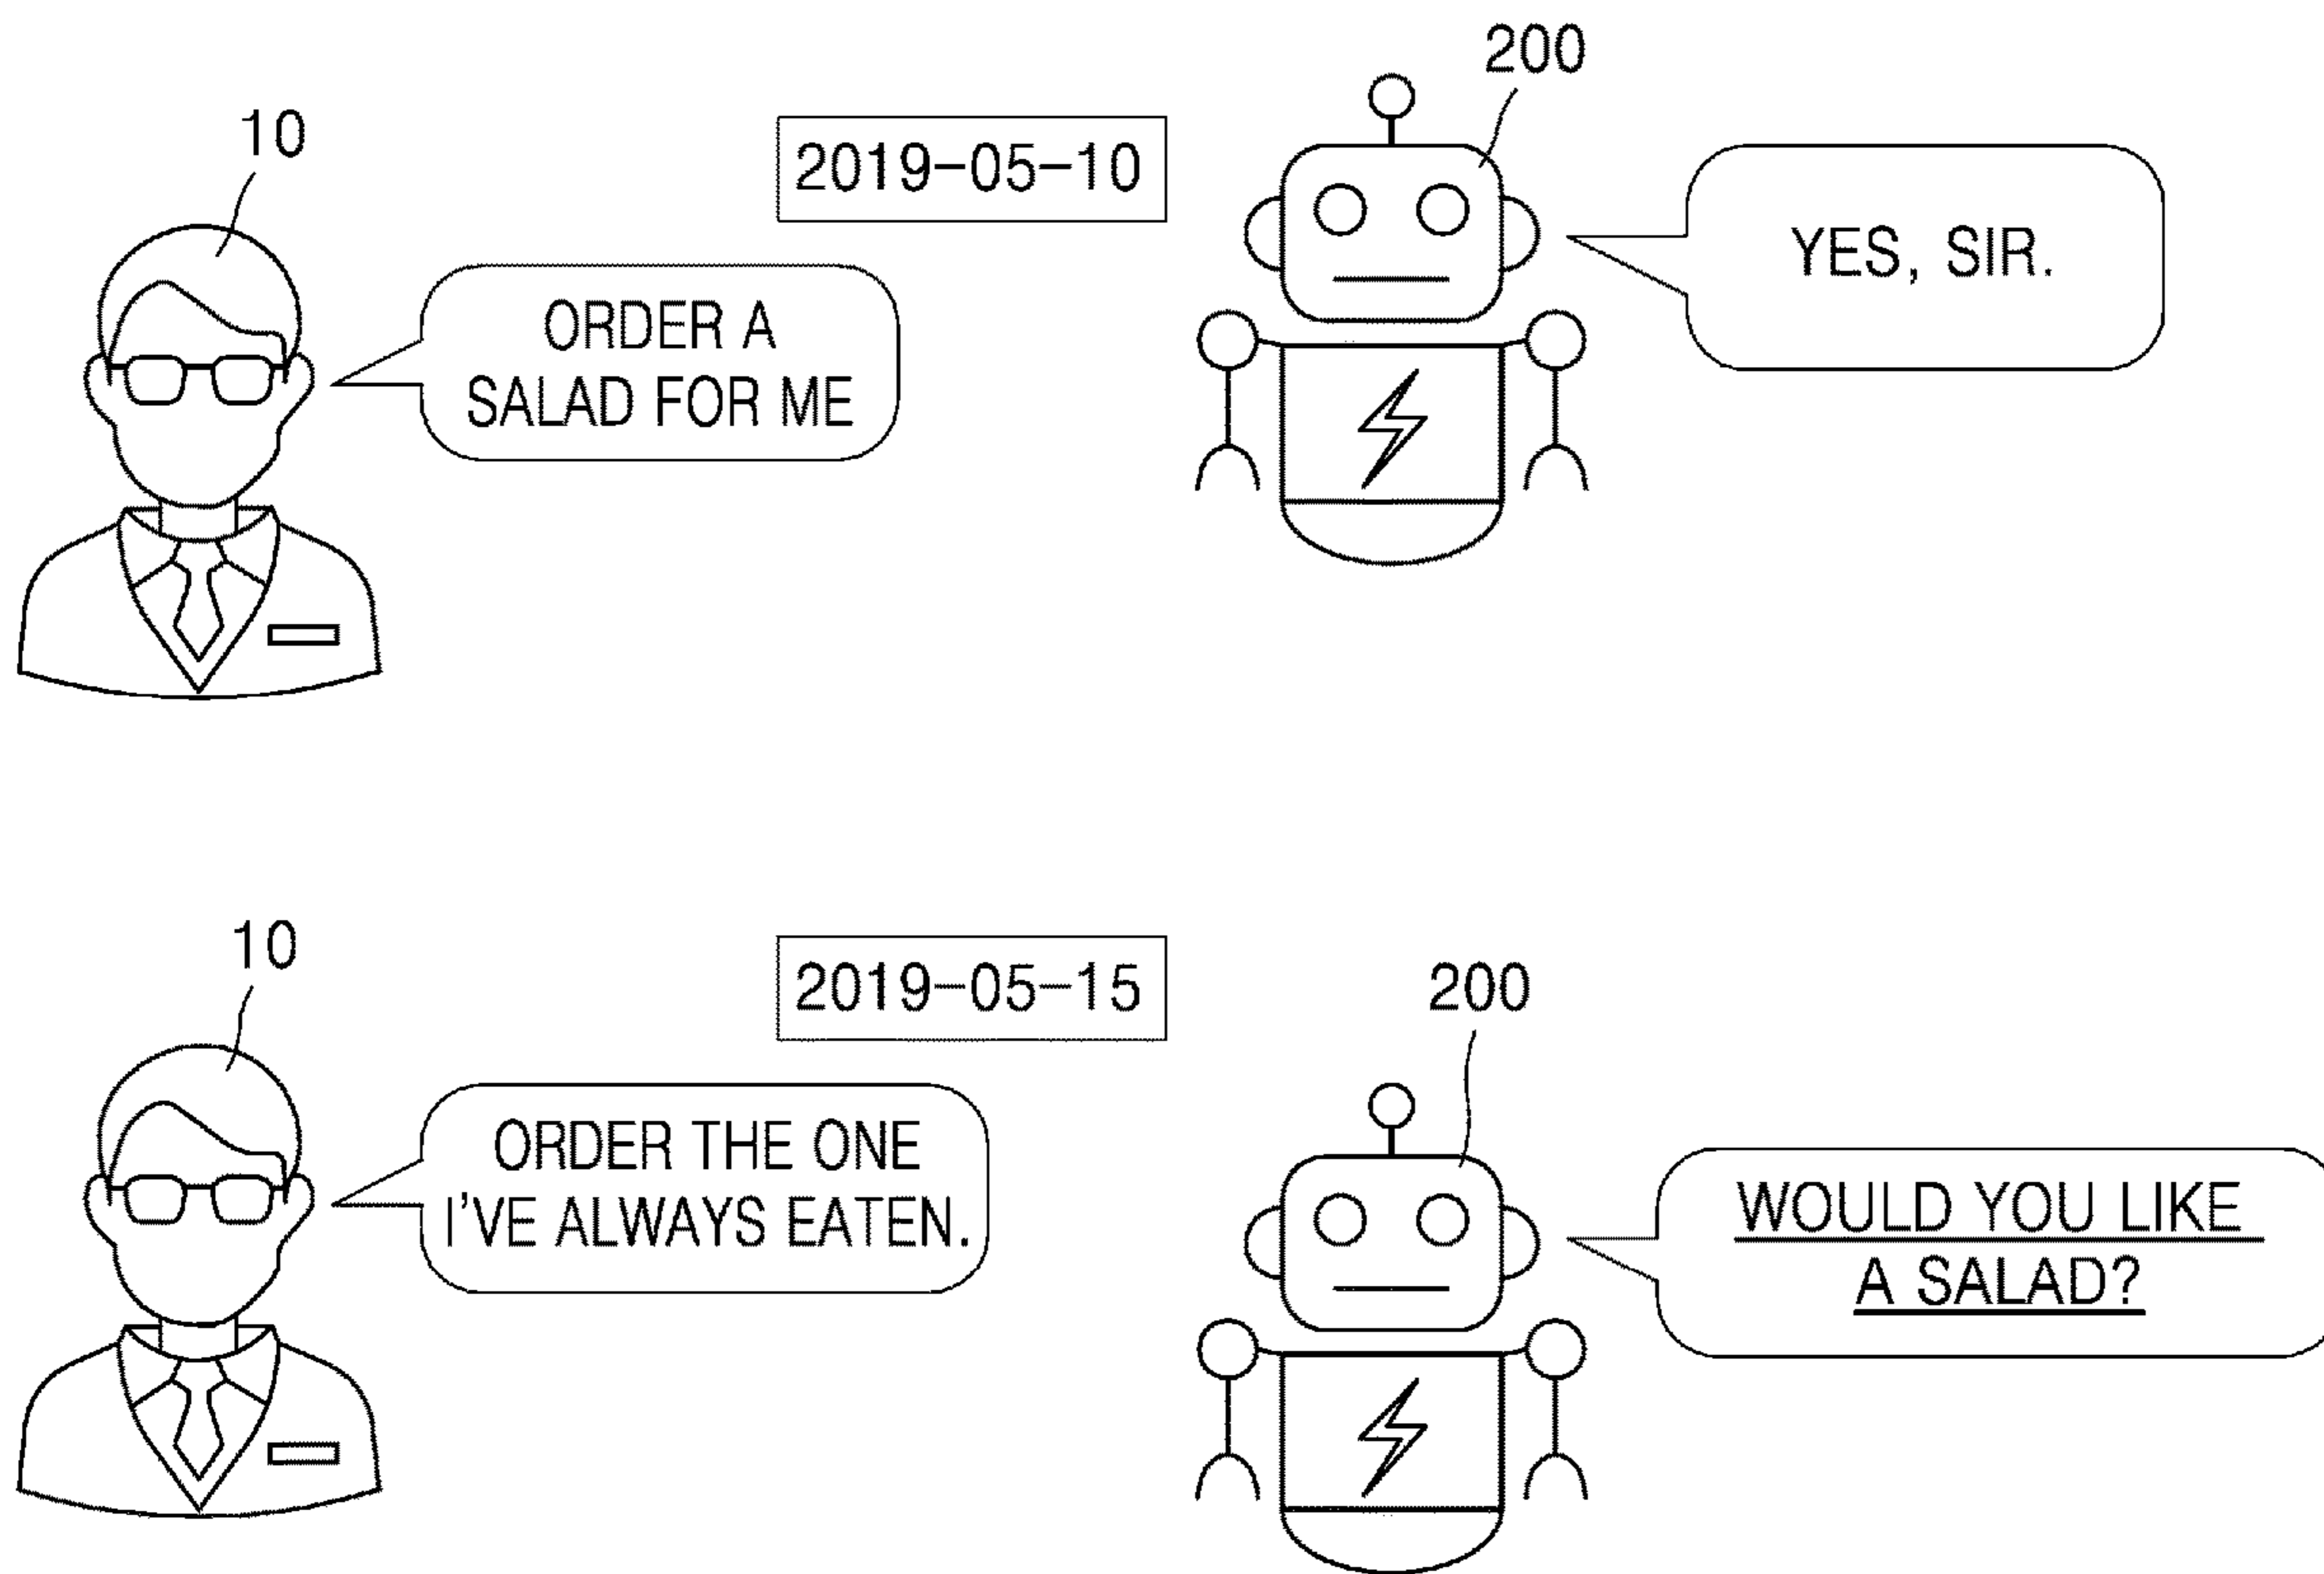 10
2019-05-10
200
ORDER A
SALAD FOR ME
YES, SIR.
10
2019-05-15
200
ORDER THE ONE
I'VE ALWAYS EATEN.
WOULD YOU LIKE
A SALAD?